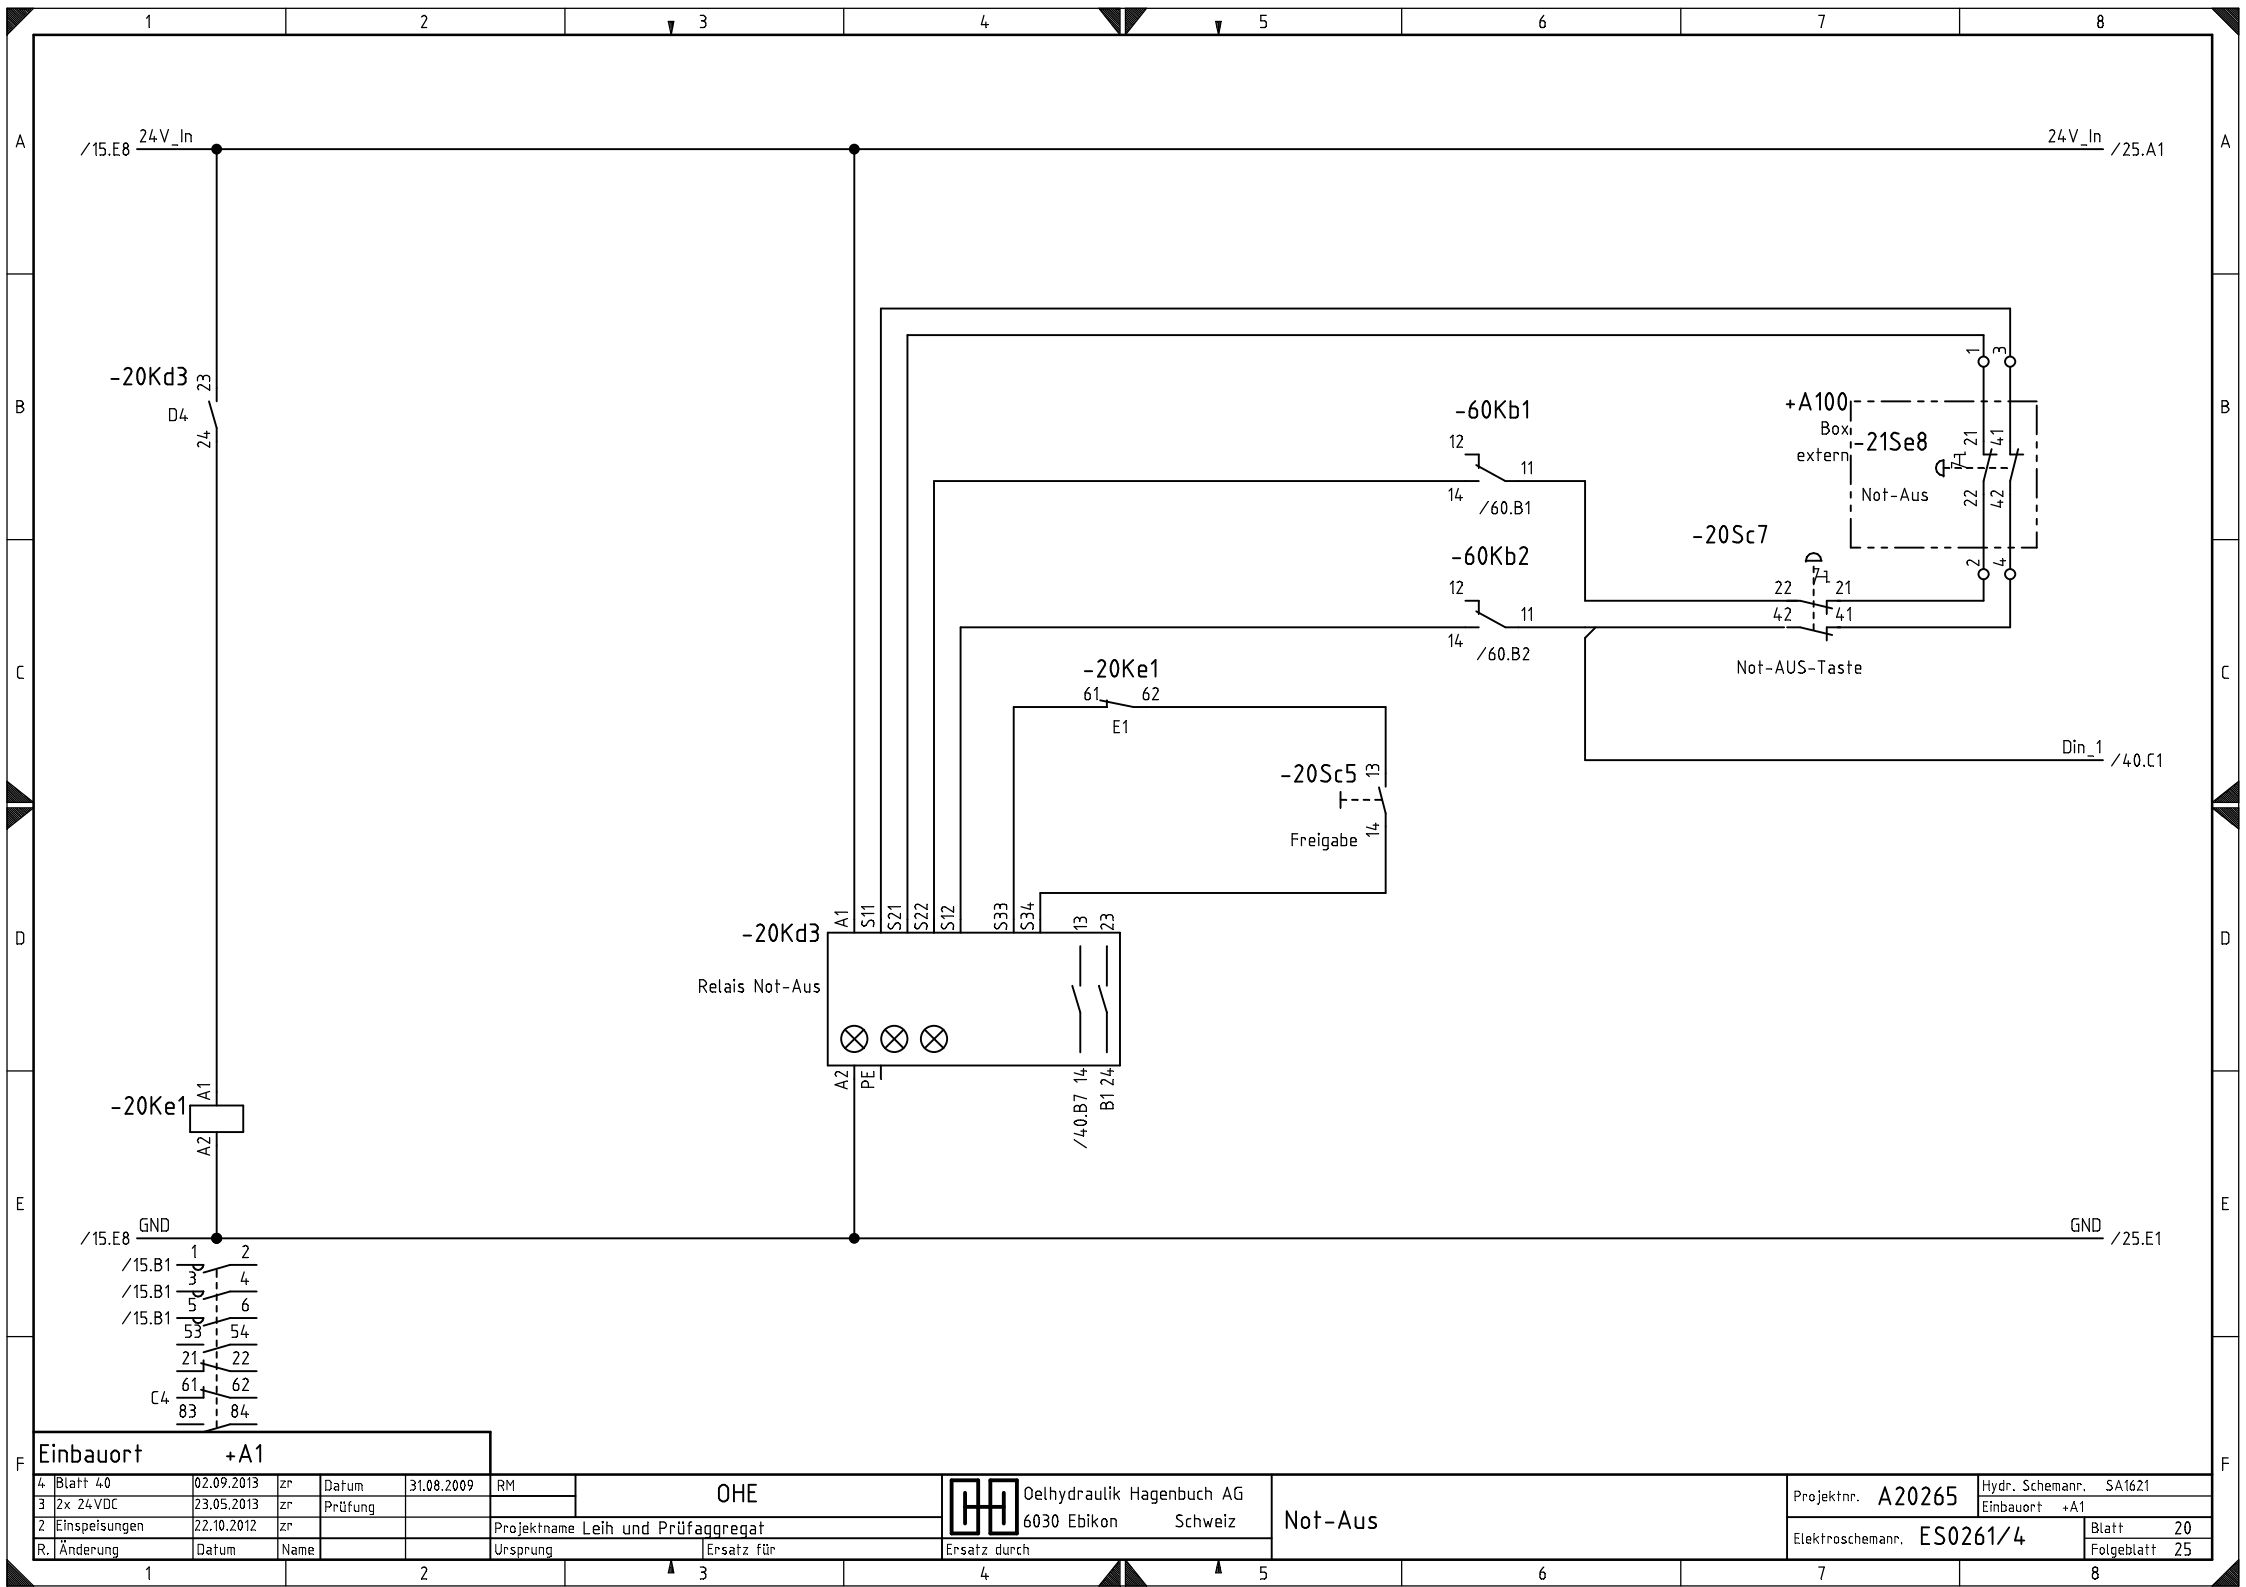 1 2 3 4 5 6 7 8
A A
24V_In
/15.E8
24V_In
/25.A1
B B
-20Kd3
23
D4
24
-60Kb1
12
11
14
/60.B1
+A100
Box
extern
1 3
-21Se8
21 41
Not-Aus
22 42
2 4
-20Sc7
22 21
42 41
Not-AUS-Taste
-60Kb2
12
11
14
/60.B2
C C
-20Ke1
61 62
E1
-20Sc5
13
Freigabe
14
Din_1
/40.C1
D D
-20Kd3
A1 S11 S21 S22 S12 S33 S34 13 23
Relais Not-Aus
A2 PE /40.B7 14 B1 24
-20Ke1
A1
A2
E E
GND
/15.E8
GND
/25.E1
/15.B1 1 2
/15.B1 3 4
/15.B1 5 6
53 54
21 22
C4 61 62
83 84
F F
Einbauort +A1
4 Blatt 40 02.09.2013 zr Datum 31.08.2009 RM
3 2x 24VDC 23.05.2013 zr Prüfung
2 Einspeisungen 22.10.2012 zr
R. Änderung Datum Name
OHE
Projektname Leih und Prüfaggregat
Ursprung Ersatz für Ersatz durch
Oelhydraulik Hagenbuch AG
6030 Ebikon Schweiz
Not-Aus
Projektnr. A20265
Hydr. Schemanr. SA1621
Einbauort +A1
Elektroschemanr. ES0261/4
Blatt 20
Folgeblatt 25
1 2 3 4 5 6 7 8